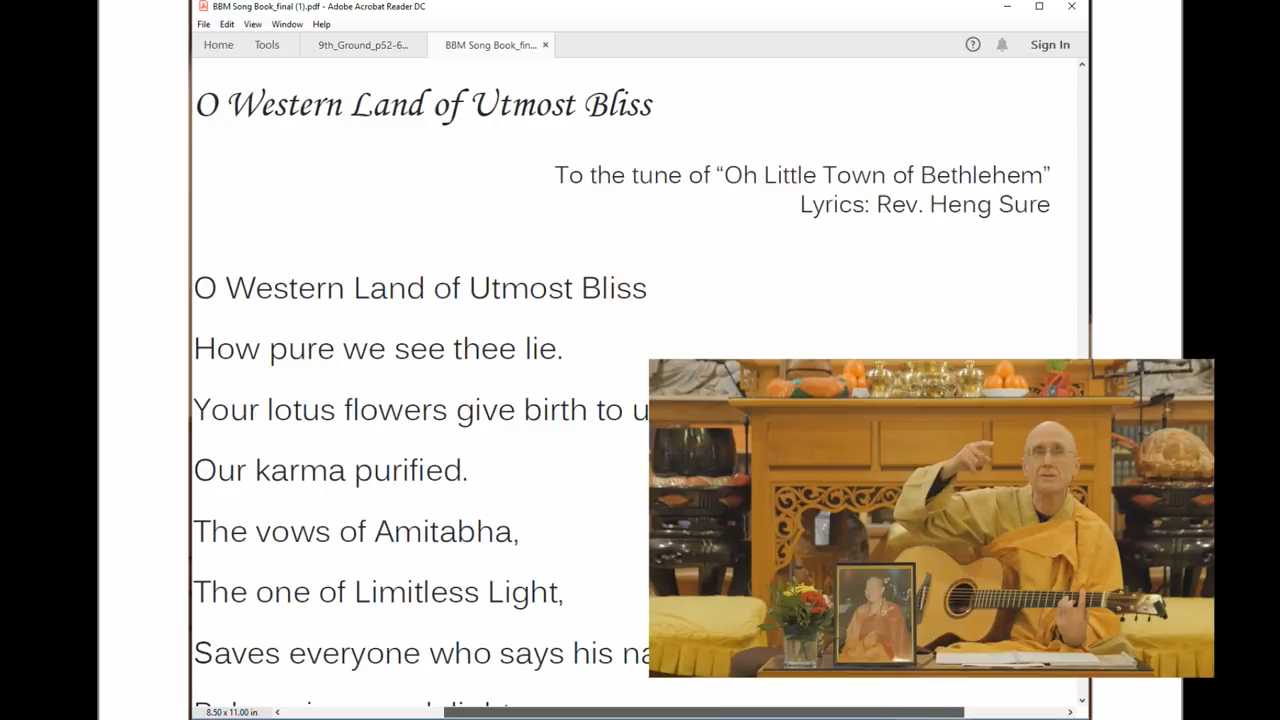 BBM Song Book_final (1).pdf - Adobe Acrobat Reader DC
File Edit View Window Help
Home Tools 9th_Ground_p52-6... BBM Song Book_fin... × Sign In
O Western Land of Utmost Bliss
To the tune of “Oh Little Town of Bethlehem”
Lyrics: Rev. Heng Sure
O Western Land of Utmost Bliss
How pure we see thee lie.
Your lotus flowers give birth to u
Our karma purified.
The vows of Amitabha,
The one of Limitless Light,
Saves everyone who says his na
8.50 x 11.00 in